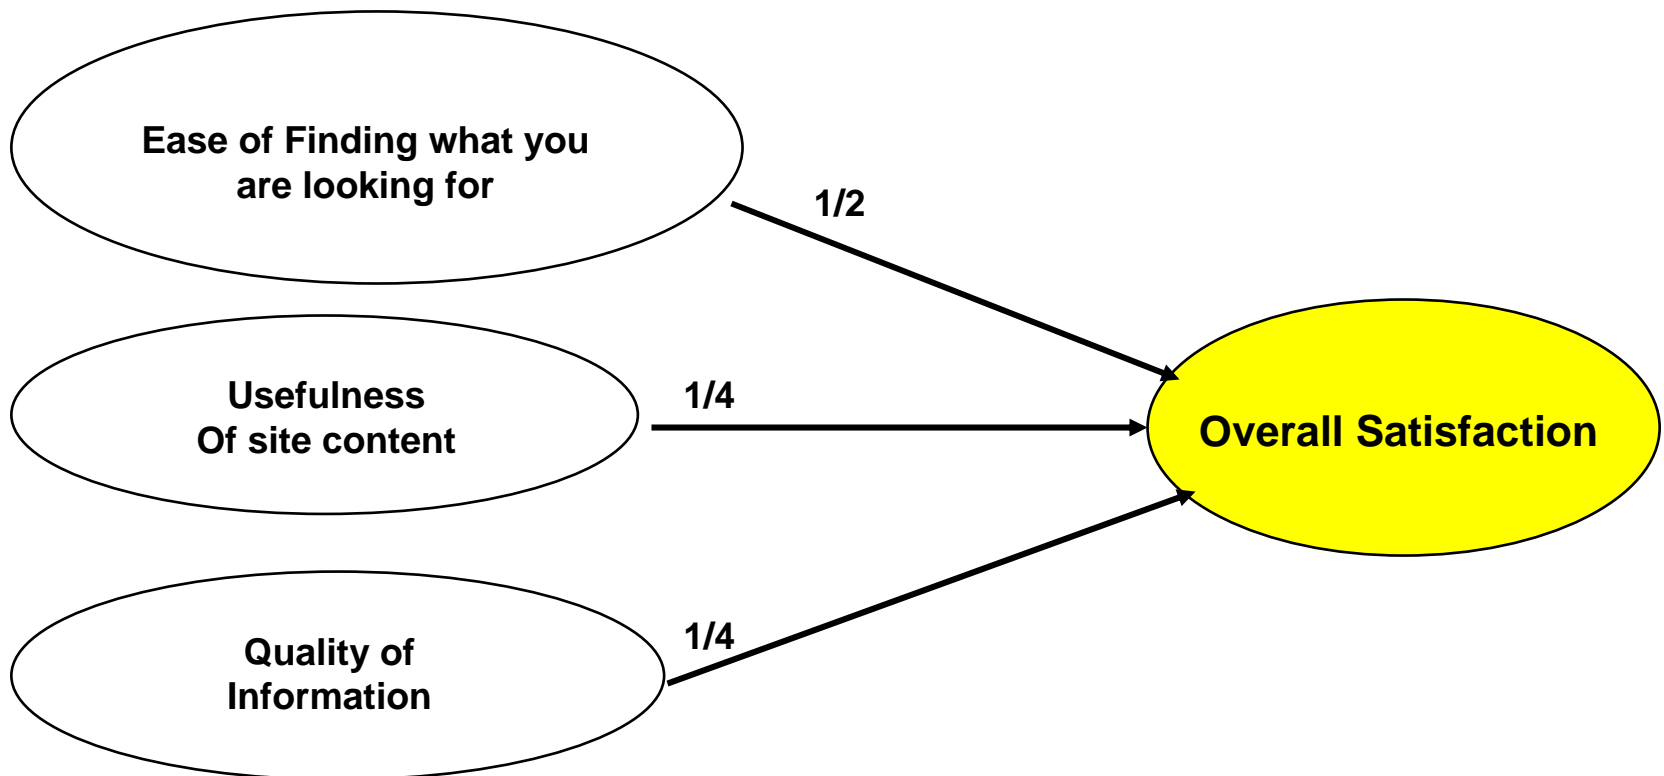 Ease of Finding what you
are looking for
1/2
Usefulness
Of site content
1/4
Overall Satisfaction
Quality of
Information
1/4